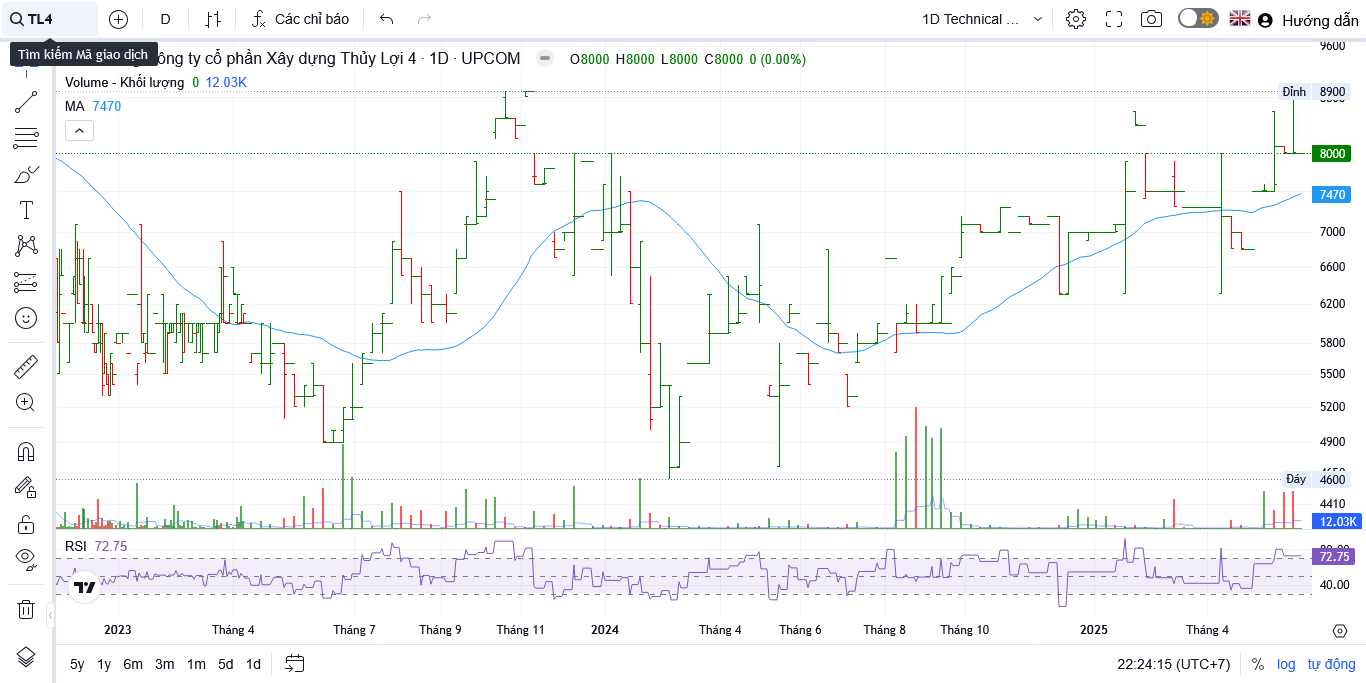 TL4 D Các chỉ báo 1D Technical ... Hướng dẫn
Tìm kiếm Mã giao dịch
ông ty cổ phần Xây dựng Thủy Lợi 4 · 1D · UPCOM O8000 H8000 L8000 C8000 0 (0.00%)
Volume - Khối lượng 0 12.03K
MA 7470
9600
Đỉnh 8900
8000
7470
7000
6600
6200
5800
5500
5200
4900
Đáy 4600
4410
12.03K
RSI 72.75
72.75
40.00
2023 Tháng 4 Tháng 7 Tháng 9 Tháng 11 2024 Tháng 4 Tháng 6 Tháng 8 Tháng 10 2025 Tháng 4
5y 1y 6m 3m 1m 5d 1d 22:24:15 (UTC+7) % log tự động